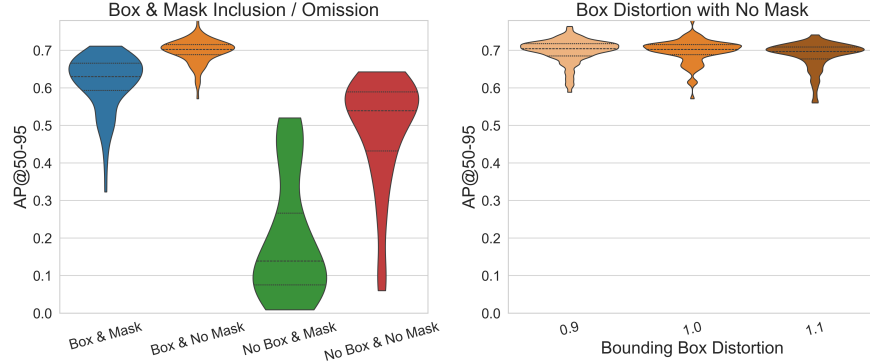 Box & Mask Inclusion / Omission
AP@50-95
0.7
0.6
0.5
0.4
0.3
0.2
0.1
0.0
Box & Mask
Box & No Mask
No Box & Mask
No Box & No Mask
Box Distortion with No Mask
AP@50-95
0.7
0.6
0.5
0.4
0.3
0.2
0.1
0.0
0.9
1.0
1.1
Bounding Box Distortion